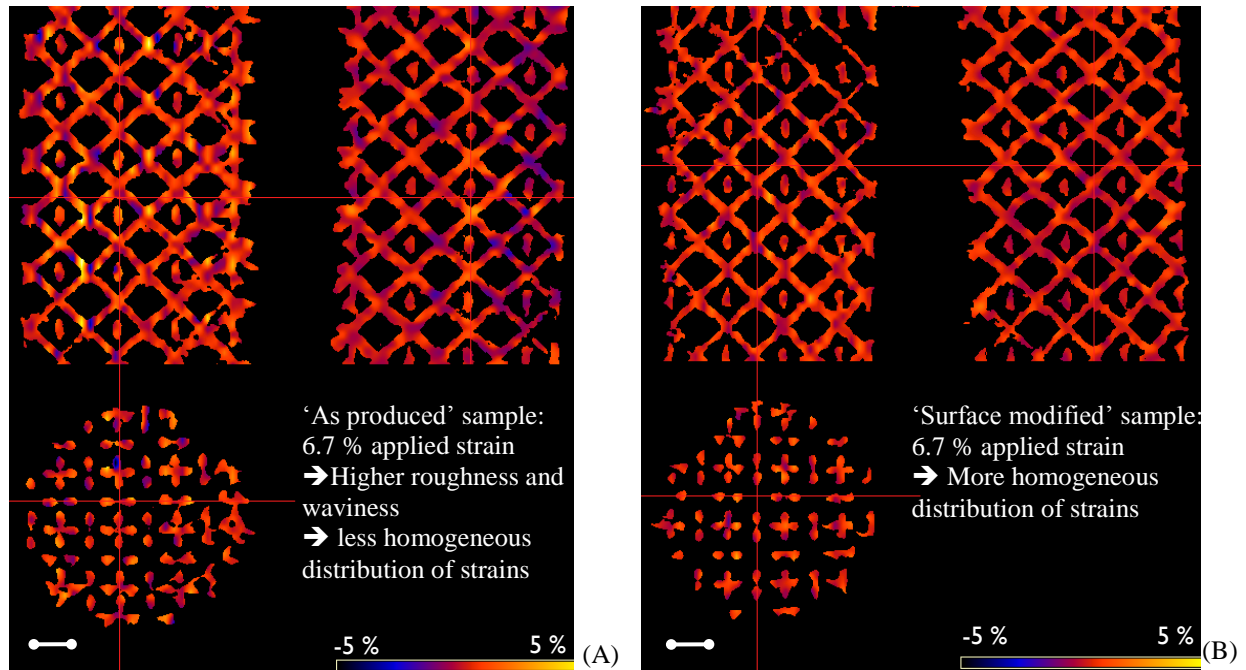 ‘As produced’ sample:
6.7 % applied strain
➔Higher roughness and
waviness
➔ less homogeneous
distribution of strains
-5 %
5 %
(A)
‘Surface modified’ sample:
6.7 % applied strain
➔ More homogeneous
distribution of strains
-5 %
5 %
(B)